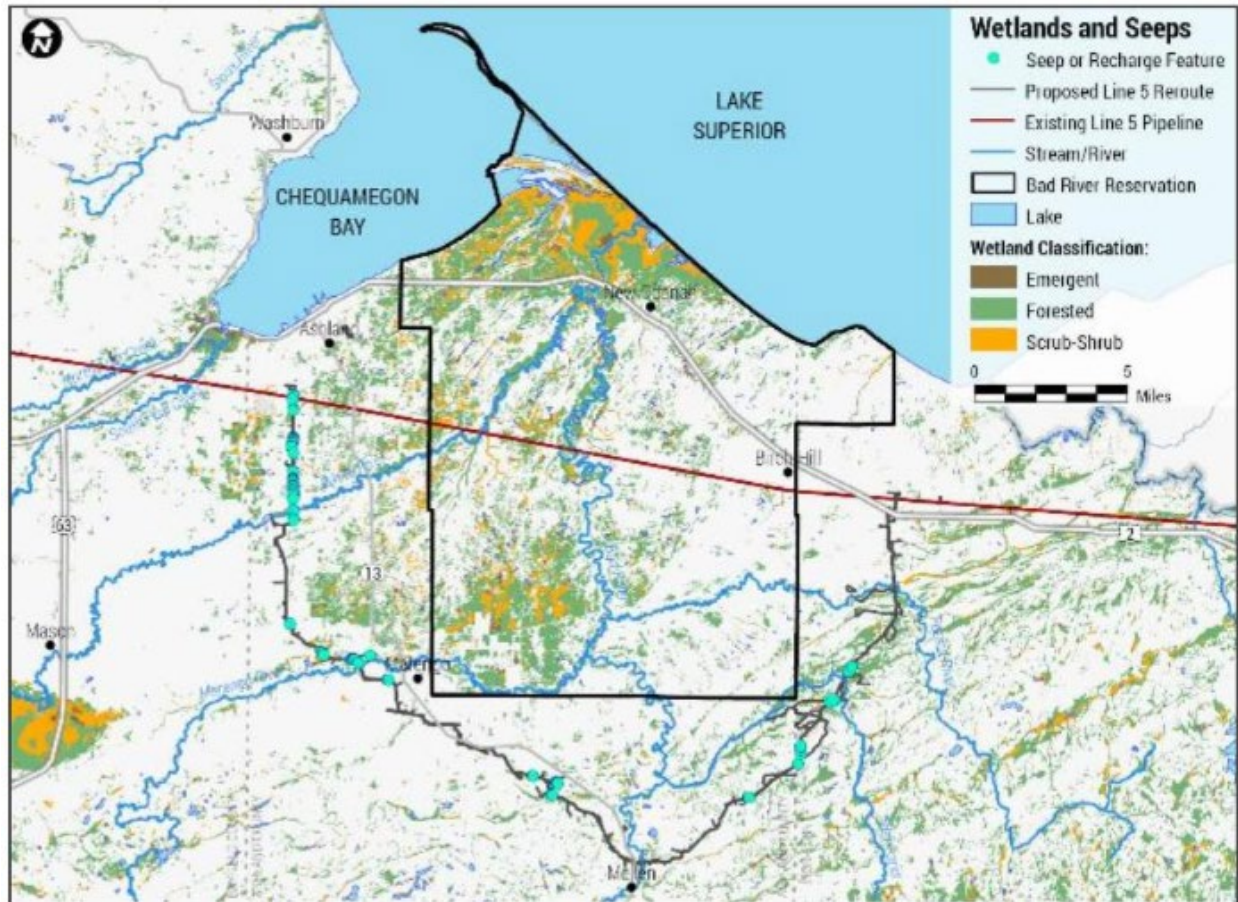 N
Wetlands and Seeps
Seep or Recharge Feature
Proposed Line 5 Reroute
Existing Line 5 Pipeline
Stream/River
Bad River Reservation
Lake
Wetland Classification:
Emergent
Forested
Scrub-Shrub
0 5
Miles
LAKE
SUPERIOR
Washburn
CHEQUAMEGON
BAY
Ashland
Birch Hill
63
2
13
Mason
Mellen